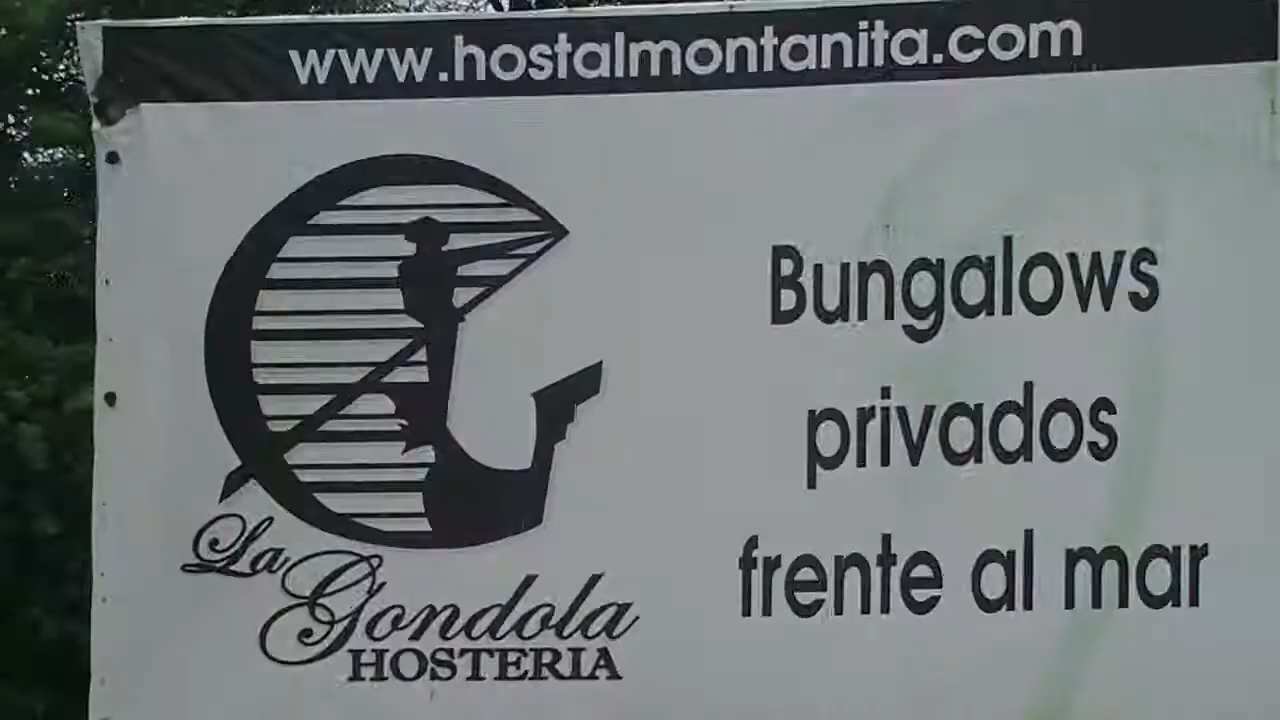 www.hostalmontanita.com
La Gondola
HOSTERIA
Bungalows
privados
frente al mar